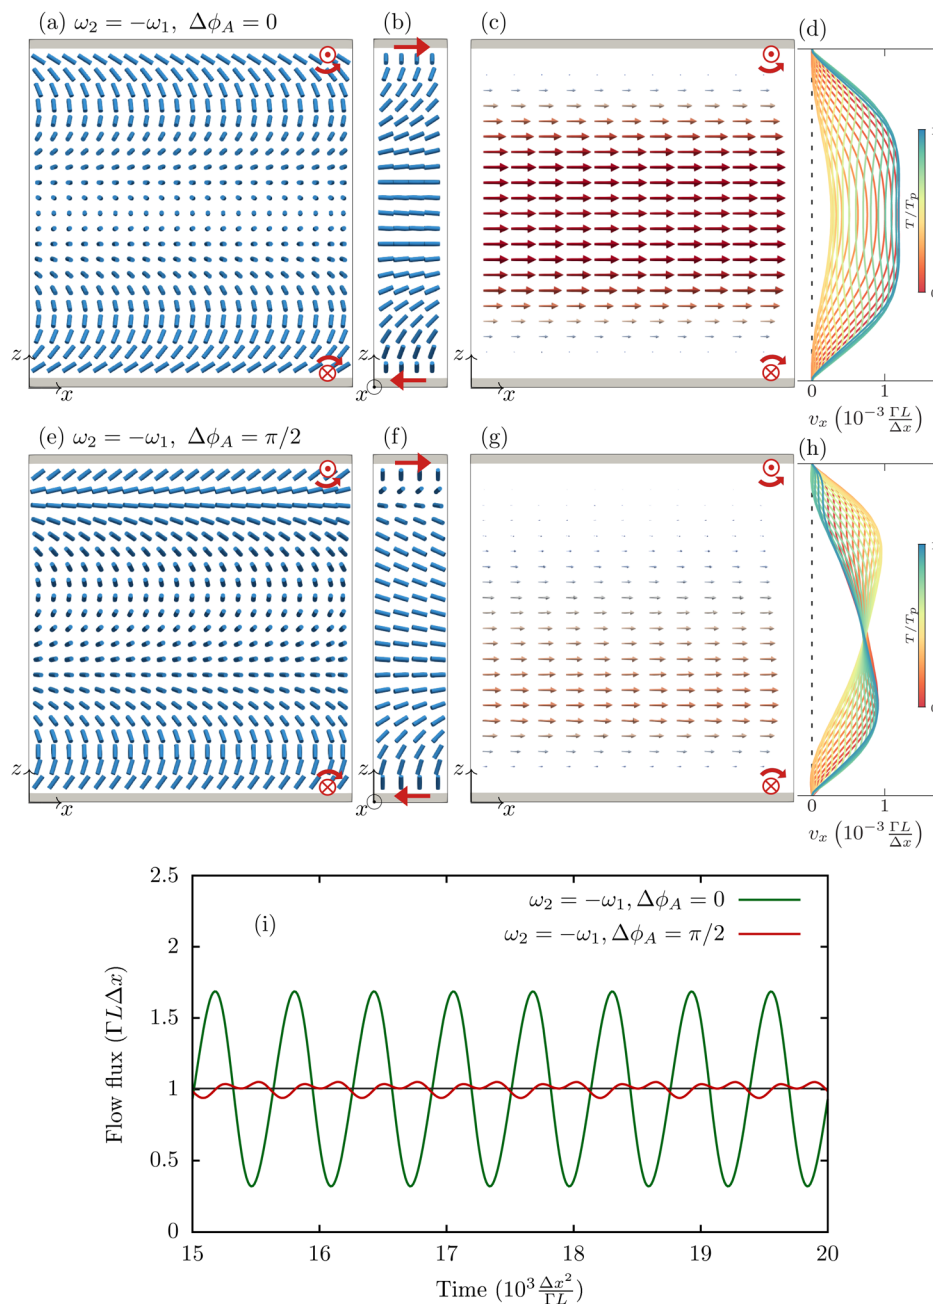 (a) ω₂ = −ω₁, Δϕ_A = 0
(b)
(c)
(d)
z
x
z
x
z
T/T_p
0
0
1
v_x (10⁻³ ΓL/Δx)
(e) ω₂ = −ω₁, Δϕ_A = π/2
(f)
(g)
(h)
z
x
z
x
z
T/T_p
0
1
v_x (10⁻³ ΓL/Δx)
(i)
ω₂ = −ω₁, Δϕ_A = 0
ω₂ = −ω₁, Δϕ_A = π/2
Flow flux (ΓLΔx)
2.5
2
1.5
1
0.5
0
15
16
17
18
19
20
Time (10³ Δx²/ΓL)